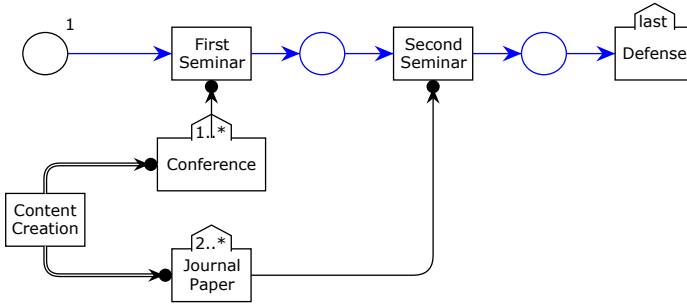 1
last
First
Seminar
Second
Seminar
Defense
1..*
Conference
Content
Creation
2..*
Journal
Paper